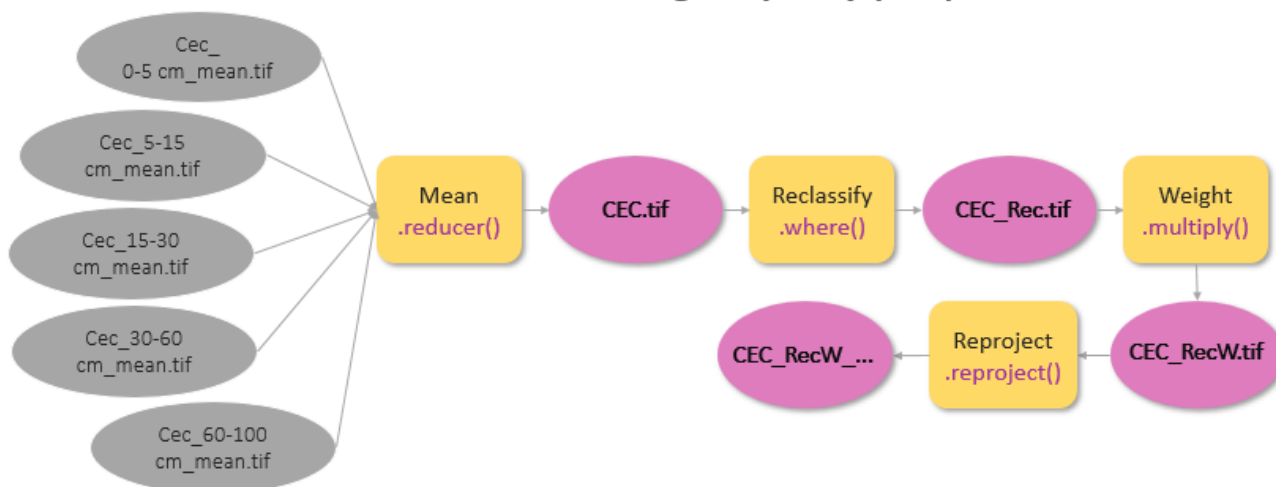 Cec_
0-5 cm_mean.tif
Cec_5-15
cm_mean.tif
Cec_15-30
cm_mean.tif
Cec_30-60
cm_mean.tif
Cec_60-100
cm_mean.tif
Mean
.reducer()
CEC.tif
Reclassify
.where()
CEC_Rec.tif
Weight
.multiply()
CEC_RecW.tif
Reproject
.reproject()
CEC_RecW_...